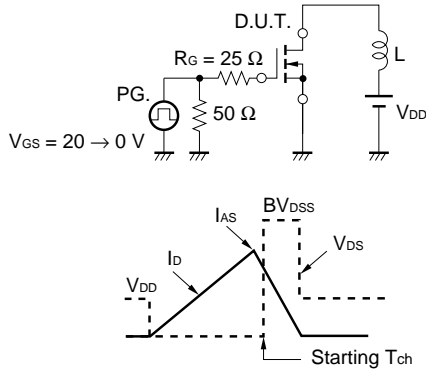 D.U.T.
RG = 25 Ω
L
PG.
50 Ω
VDD
VGS = 20 → 0 V
BVDSS
IAS
ID
VDS
VDD
Starting Tch